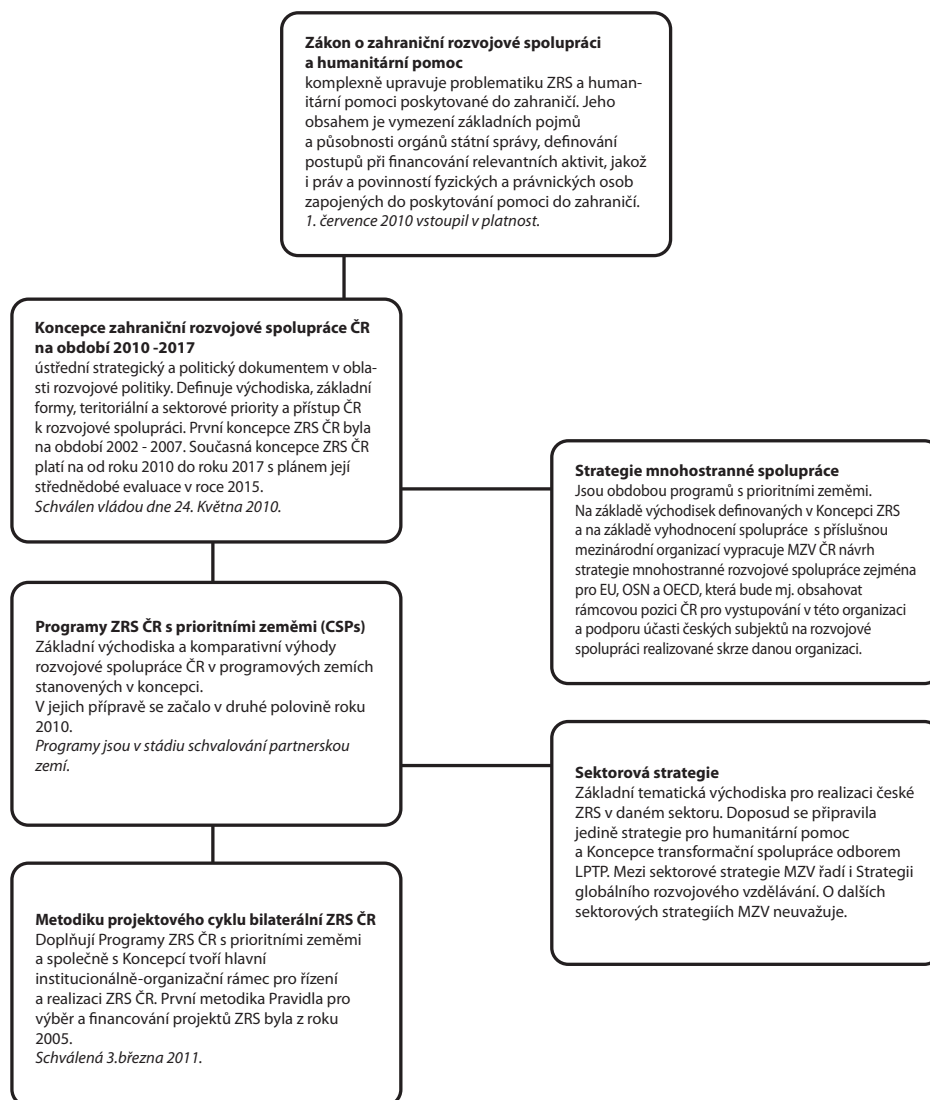 Zákon o zahraniční rozvojové spolupráci
a humanitární pomoc
komplexně upravuje problematiku ZRS a human-
itární pomoci poskytované do zahraničí. Jeho
obsahem je vymezení základních pojmů
a působnosti orgánů státní správy, definování
postupů při financování relevantních aktivit, jakož
i práv a povinností fyzických a právnických osob
zapojených do poskytování pomoci do zahraničí.
1. července 2010 vstoupil v platnost.
Koncepce zahraniční rozvojové spolupráce ČR
na období 2010 -2017
ústřední strategický a politický dokumentem v obla-
sti rozvojové politiky. Definuje východiska, základní
formy, teritoriální a sektorové priority a přístup ČR
k rozvojové spolupráci. První koncepce ZRS ČR byla
na období 2002 - 2007. Současná koncepce ZRS ČR
platí na od roku 2010 do roku 2017 s plánem její
střednědobé evaluace v roce 2015.
Schválen vládou dne 24. Května 2010.
Strategie mnohostranné spolupráce
Jsou obdobou programů s prioritními zeměmi.
Na základě východisek definovaných v Koncepci ZRS
a na základě vyhodnocení spolupráce s příslušnou
mezinárodní organizací vypracuje MZV ČR návrh
strategie mnohostranné rozvojové spolupráce zejména
pro EU, OSN a OECD, která bude mj. obsahovat
rámcovou pozici ČR pro vystupování v této organizaci
a podporu účasti českých subjektů na rozvojové
spolupráci realizované skrze danou organizaci.
Programy ZRS ČR s prioritními zeměmi (CSPs)
Základní východiska a komparativní výhody
rozvojové spolupráce ČR v programových zemích
stanovených v koncepci.
V jejich přípravě se začalo v druhé polovině roku
2010.
Programy jsou v stádiu schvalování partnerskou
zemí.
Sektorová strategie
Základní tematická východiska pro realizaci české
ZRS v daném sektoru. Doposud se připravila
jedině strategie pro humanitární pomoc
a Koncepce transformační spolupráce odborem
LPTP. Mezi sektorové strategie MZV řadí i Strategii
globálního rozvojového vzdělávání. O dalších
sektorových strategiích MZV neuvažuje.
Metodiku projektového cyklu bilaterální ZRS ČR
Doplňují Programy ZRS ČR s prioritními zeměmi
a společně s Koncepcí tvoří hlavní
institucionálně-organizační rámec pro řízení
a realizaci ZRS ČR. První metodika Pravidla pro
výběr a financování projektů ZRS byla z roku
2005.
Schválená 3.března 2011.